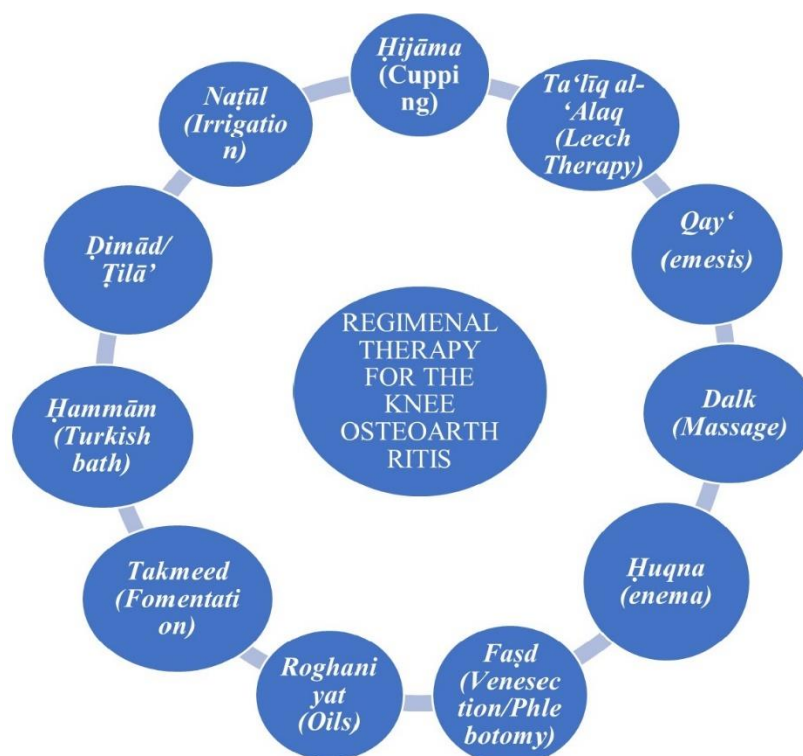 Ḥijāma
(Cuppi
ng)
Ta‘līq al-
‘Alaq
(Leech
Therapy)
Qay‘
(emesis)
Dalk
(Massage)
Ḥuqna
(enema)
Faṣd
(Venesec
tion/Phle
botomy)
Roghani
yat
(Oils)
Takmeed
(Fomentati
on)
Ḥammām
(Turkish
bath)
Ḍimād/
Ṭilā’
Naṭūl
(Irrigatio
n)
REGIMENAL
THERAPY
FOR THE
KNEE
OSTEOARTH
RITIS